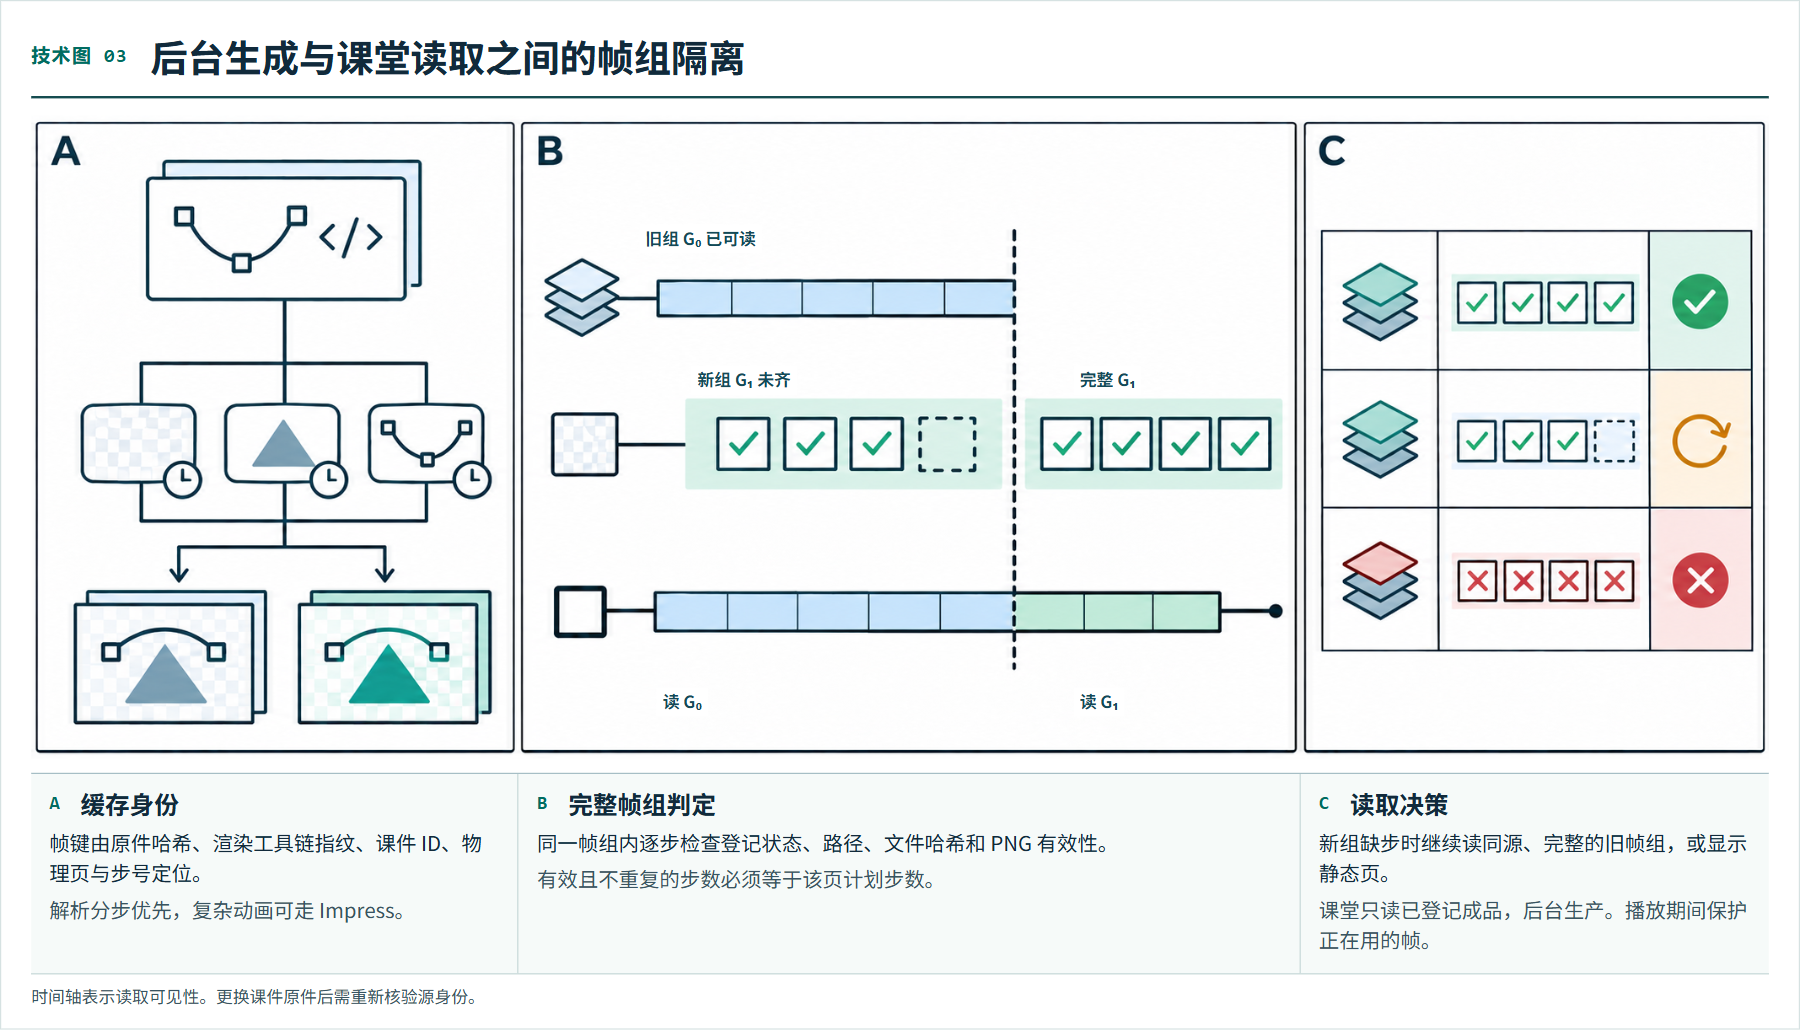 技术图 03 后台生成与课堂读取之间的帧组隔离
A
</>
B
旧组 G₀ 已可读
新组 G₁ 未齐
完整 G₁
读 G₀
读 G₁
C
A 缓存身份
帧键由原件哈希、渲染工具链指纹、课件 ID、物
理页与步号定位。
解析分步优先，复杂动画可走 Impress。
B 完整帧组判定
同一帧组内逐步检查登记状态、路径、文件哈希和 PNG 有效性。
有效且不重复的步数必须等于该页计划步数。
C 读取决策
新组缺步时继续读同源、完整的旧帧组，或显示
静态页。
课堂只读已登记成品，后台生产。播放期间保护
正在用的帧。
时间轴表示读取可见性。更换课件原件后需重新核验源身份。